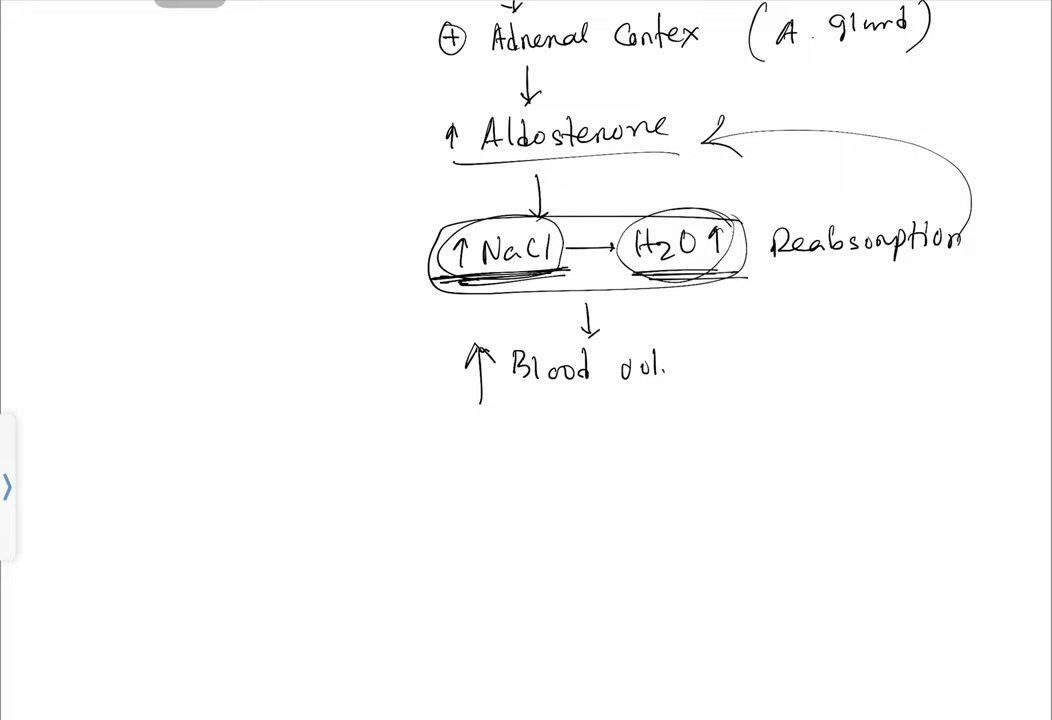 ⊕ Adrenal Cortex (A. gland)
↑ Aldosterone
↑ NaCl → H2O ↑ Reabsorption
↑ Blood vol.